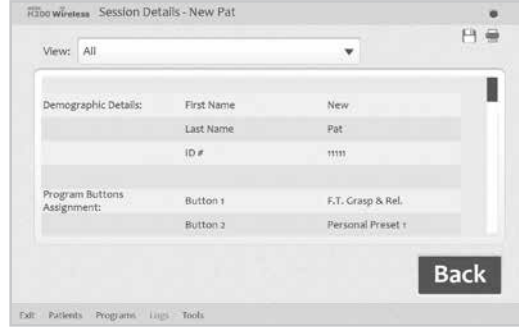 H200 Wireless Session Details - New Pat
View: All
Demographic Details: First Name New
Last Name Pat
ID # 11111
Program Buttons Assignment: Button 1 F.T. Grasp & Rel.
Button 2 Personal Preset 1
Back
Exit Patients Programs Logs Tools